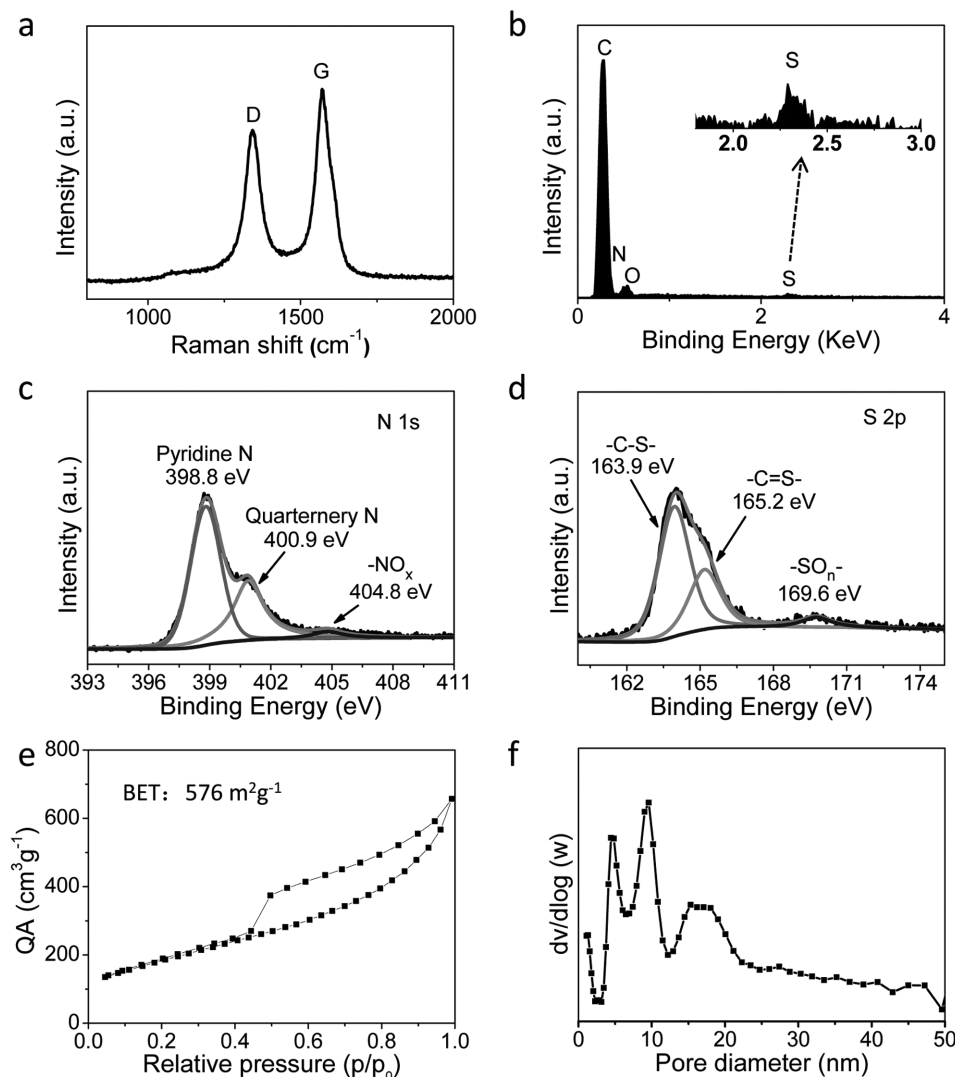 a
D
G
Intensity (a.u.)
1000 1500 2000
Raman shift (cm⁻¹)
b
C
N
O
S
S
2.0 2.5 3.0
Intensity (a.u.)
0 2 4
Binding Energy (KeV)
c
N 1s
Pyridine N
398.8 eV
Quarternery N
400.9 eV
-NOₓ
404.8 eV
Intensity (a.u.)
393 396 399 402 405 408 411
Binding Energy (eV)
d
S 2p
-C-S-
163.9 eV
-C=S-
165.2 eV
-SOₙ-
169.6 eV
Intensity (a.u.)
162 165 168 171 174
Binding Energy (eV)
e
BET: 576 m²g⁻¹
800
600
400
200
0
QA (cm³g⁻¹)
0.0 0.2 0.4 0.6 0.8 1.0
Relative pressure (p/p₀)
f
dv/dlog (w)
0 10 20 30 40 50
Pore diameter (nm)